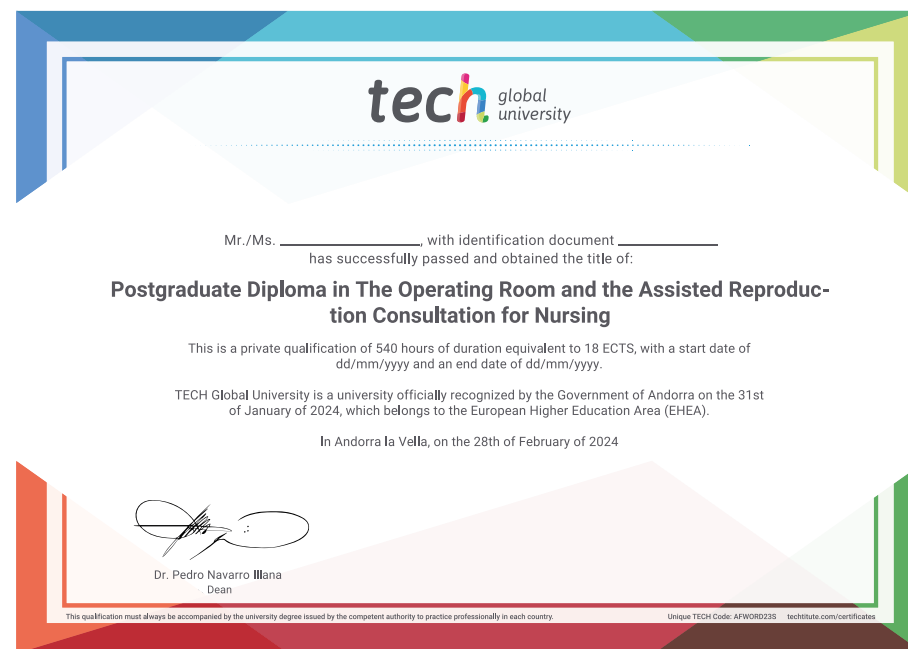 tech global university
Mr./Ms. ____________, with identification document ____________
has successfully passed and obtained the title of:
Postgraduate Diploma in The Operating Room and the Assisted Reproduc-
tion Consultation for Nursing
This is a private qualification of 540 hours of duration equivalent to 18 ECTS, with a start date of
dd/mm/yyyy and an end date of dd/mm/yyyy.
TECH Global University is a university officially recognized by the Government of Andorra on the 31st
of January of 2024, which belongs to the European Higher Education Area (EHEA).
In Andorra la Vella, on the 28th of February of 2024
Dr. Pedro Navarro Illana
Dean
This qualification must always be accompanied by the university degree issued by the competent authority to practice professionally in each country.
Unique TECH Code: AFWORD23S techtitute.com/certificates